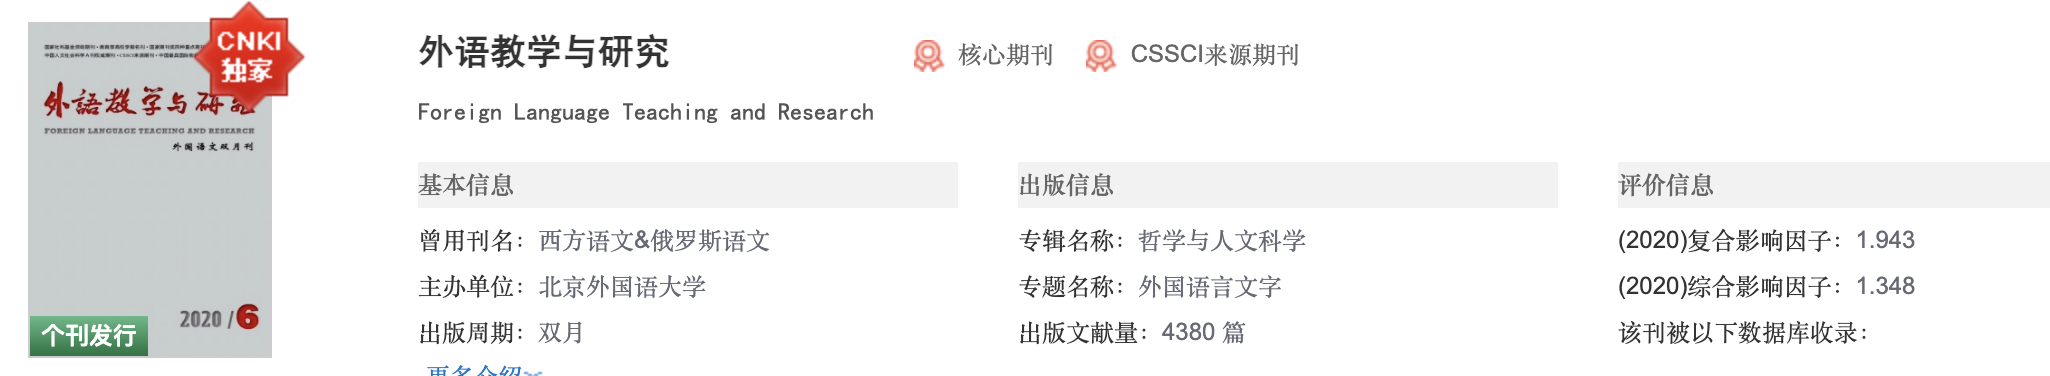 CNKI
独家
外語教学与研究
FOREIGN LANGUAGE TEACHING AND RESEARCH
外国语文双月刊
2020/6
个刊发行
外语教学与研究
核心期刊
CSSCI来源期刊
Foreign Language Teaching and Research
基本信息
曾用刊名：西方语文&俄罗斯语文
主办单位：北京外国语大学
出版周期：双月
更多介绍
出版信息
专辑名称：哲学与人文科学
专题名称：外国语言文字
出版文献量：4380 篇
评价信息
(2020)复合影响因子：1.943
(2020)综合影响因子：1.348
该刊被以下数据库收录：